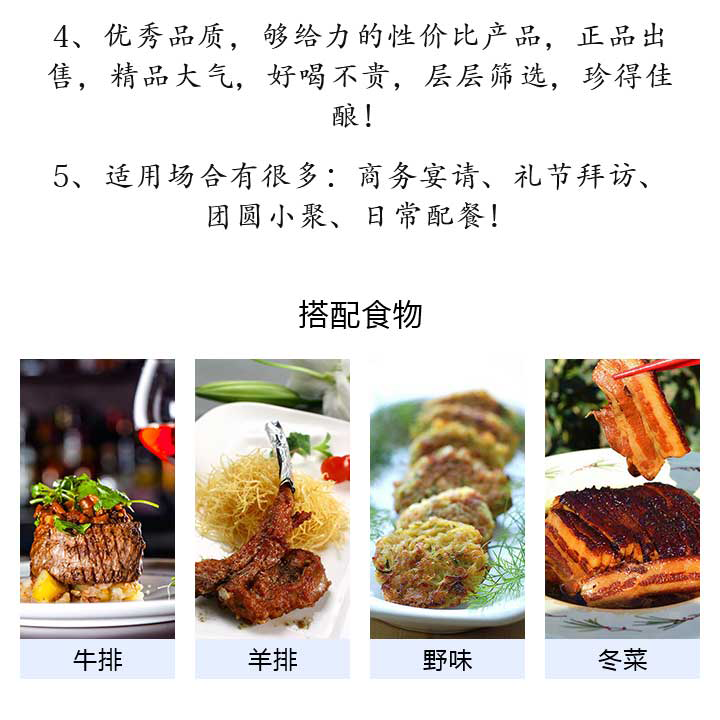 4、优秀品质，够给力的性价比产品，正品出
售，精品大气，好喝不贵，层层筛选，珍得佳
酿！
5、适用场合有很多：商务宴请、礼节拜访、
团圆小聚、日常配餐！
搭配食物
牛排
羊排
野味
冬菜